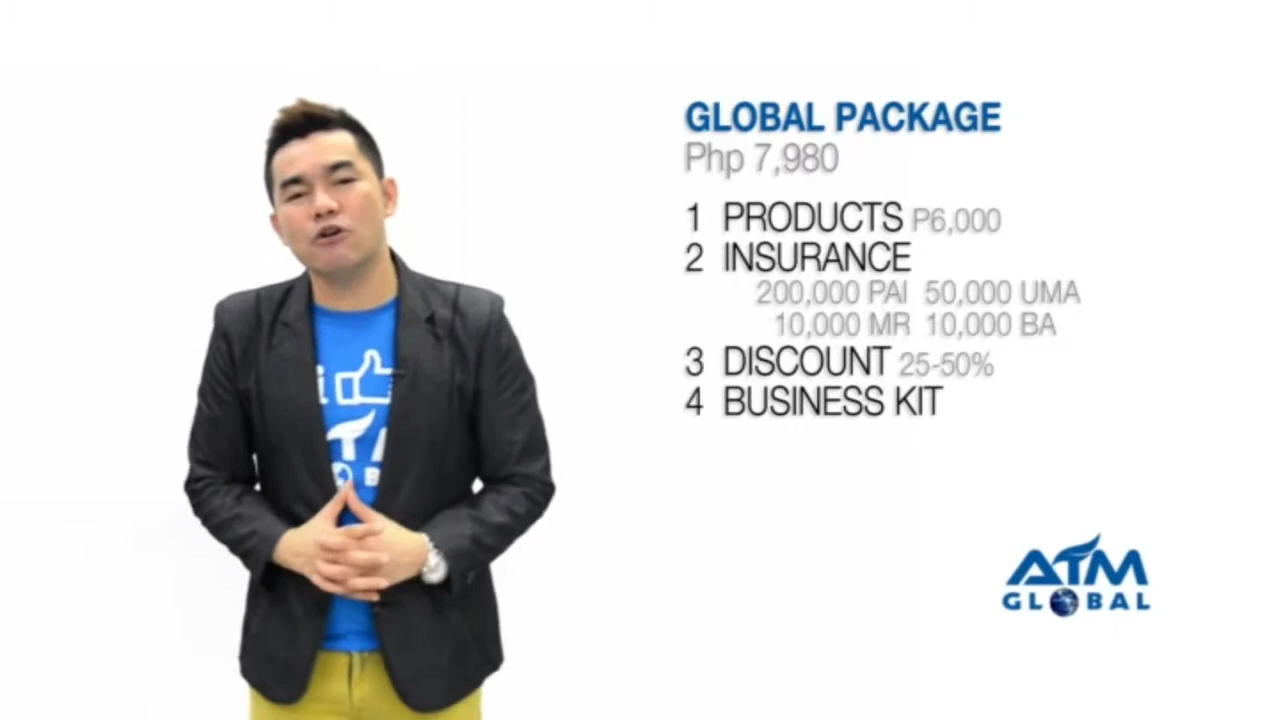 GLOBAL PACKAGE
Php 7,980
1 PRODUCTS P6,000
2 INSURANCE
200,000 PAI 50,000 UMA
10,000 MR 10,000 BA
3 DISCOUNT 25-50%
4 BUSINESS KIT
i
ATM
GLOBAL